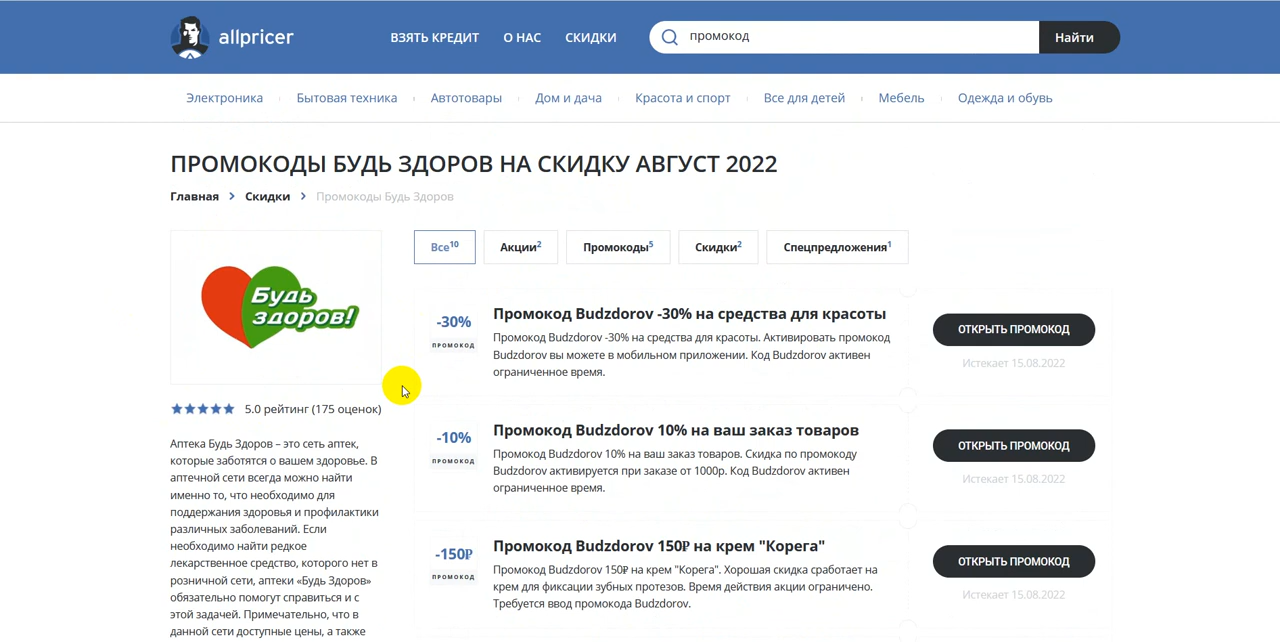 allpricer
ВЗЯТЬ КРЕДИТ О НАС СКИДКИ
промокод
Найти
Электроника Бытовая техника Автотовары Дом и дача Красота и спорт Все для детей Мебель Одежда и обувь
ПРОМОКОДЫ БУДЬ ЗДОРОВ НА СКИДКУ АВГУСТ 2022
Главная > Скидки > Промокоды Будь Здоров
Будь
здоров!
5.0 рейтинг (175 оценок)
Аптека Будь Здоров – это сеть аптек,
которые заботятся о вашем здоровье. В
аптечной сети всегда можно найти
именно то, что необходимо для
поддержания здоровья и профилактики
различных заболеваний. Если
необходимо найти редкое
лекарственное средство, которого нет в
розничной сети, аптеки «Будь Здоров»
обязательно помогут справиться и с
этой задачей. Примечательно, что в
данной сети доступные цены, а также
Все10 Акции2 Промокоды5 Скидки2 Спецпредложения1
-30%
ПРОМОКОД
Промокод Budzdorov -30% на средства для красоты
Промокод Budzdorov -30% на средства для красоты. Активировать промокод
Budzdorov вы можете в мобильном приложении. Код Budzdorov активен
ограниченное время.
ОТКРЫТЬ ПРОМОКОД
Истекает 15.08.2022
-10%
ПРОМОКОД
Промокод Budzdorov 10% на ваш заказ товаров
Промокод Budzdorov 10% на ваш заказ товаров. Скидка по промокоду
Budzdorov активируется при заказе от 1000р. Код Budzdorov активен
ограниченное время.
ОТКРЫТЬ ПРОМОКОД
Истекает 15.08.2022
-150₽
ПРОМОКОД
Промокод Budzdorov 150₽ на крем "Корега"
Промокод Budzdorov 150₽ на крем "Корега". Хорошая скидка сработает на
крем для фиксации зубных протезов. Время действия акции ограничено.
Требуется ввод промокода Budzdorov.
ОТКРЫТЬ ПРОМОКОД
Истекает 15.08.2022